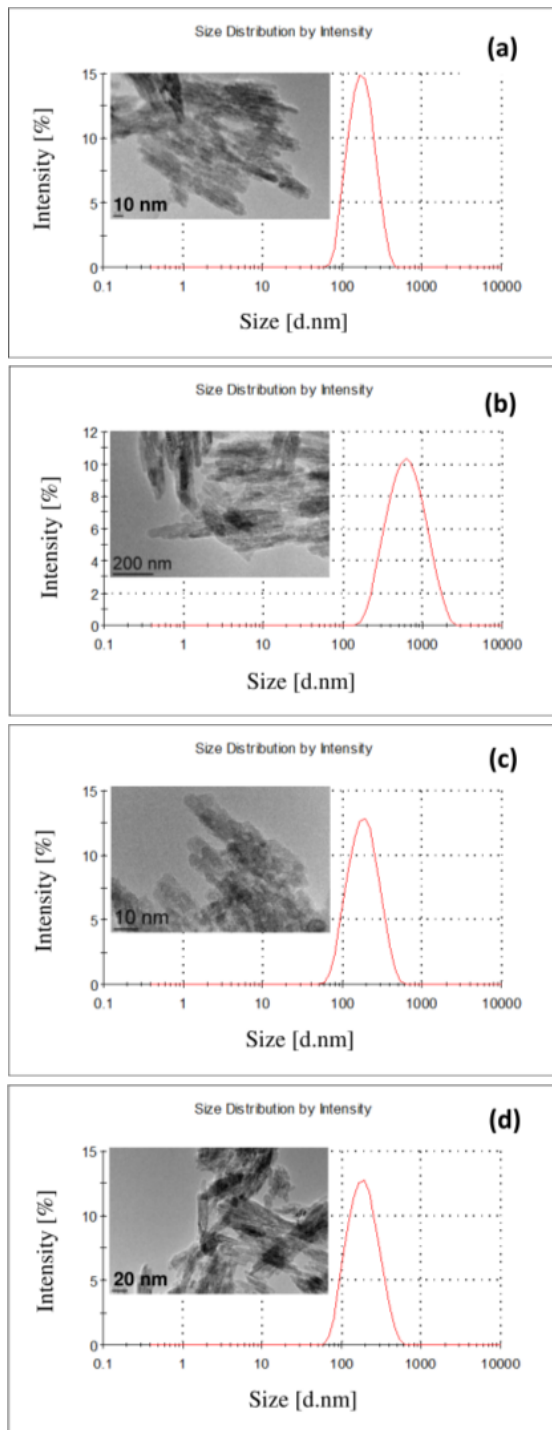 Size Distribution by Intensity
(a)
15
10
5
0
Intensity [%]
10 nm
0.1 1 10 100 1000 10000
Size [d.nm]
Size Distribution by Intensity
(b)
12
10
8
6
4
2
0
Intensity [%]
200 nm
0.1 1 10 100 1000 10000
Size [d.nm]
Size Distribution by Intensity
(c)
15
10
5
0
Intensity [%]
10 nm
0.1 1 10 100 1000 10000
Size [d.nm]
Size Distribution by Intensity
(d)
15
10
5
0
Intensity [%]
20 nm
0.1 1 10 100 1000 10000
Size [d.nm]